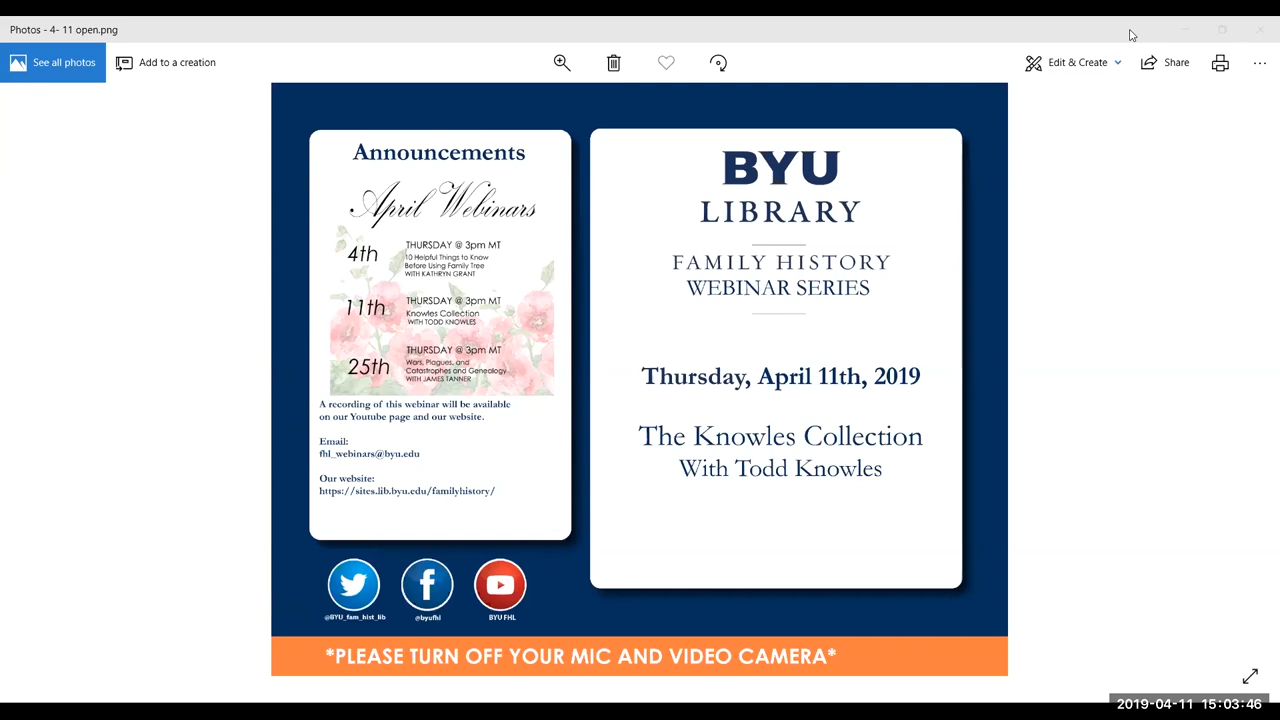 Photos - 4- 11 open.png
See all photos
Add to a creation
Edit & Create
Share
Announcements
April Webinars
4th
THURSDAY @ 3pm MT
10 Helpful Things to Know
Before Using Family Tree
WITH KATHRYN GRANT
11th
THURSDAY @ 3pm MT
Knowles Collection
WITH TODD KNOWLES
25th
THURSDAY @ 3pm MT
Wars, Plagues, and
Catastrophes and Genealogy
WITH JAMES TANNER
A recording of this webinar will be available
on our Youtube page and our website.
Email:
fhl_webinars@byu.edu
Our website:
https://sites.lib.byu.edu/familyhistory/
@BYU_fam_hist_lib
@byufhl
BYU FHL
BYU
LIBRARY
FAMILY HISTORY
WEBINAR SERIES
Thursday, April 11th, 2019
The Knowles Collection
With Todd Knowles
*PLEASE TURN OFF YOUR MIC AND VIDEO CAMERA*
2019-04-11 15:03:46